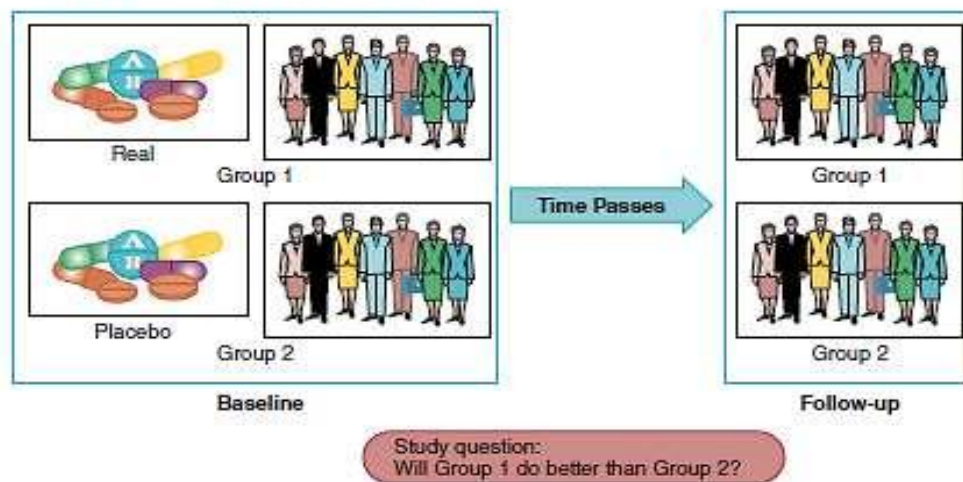 Real
Group 1
Placebo
Group 2
Baseline
Time Passes
Group 1
Group 2
Follow-up
Study question:
Will Group 1 do better than Group 2?